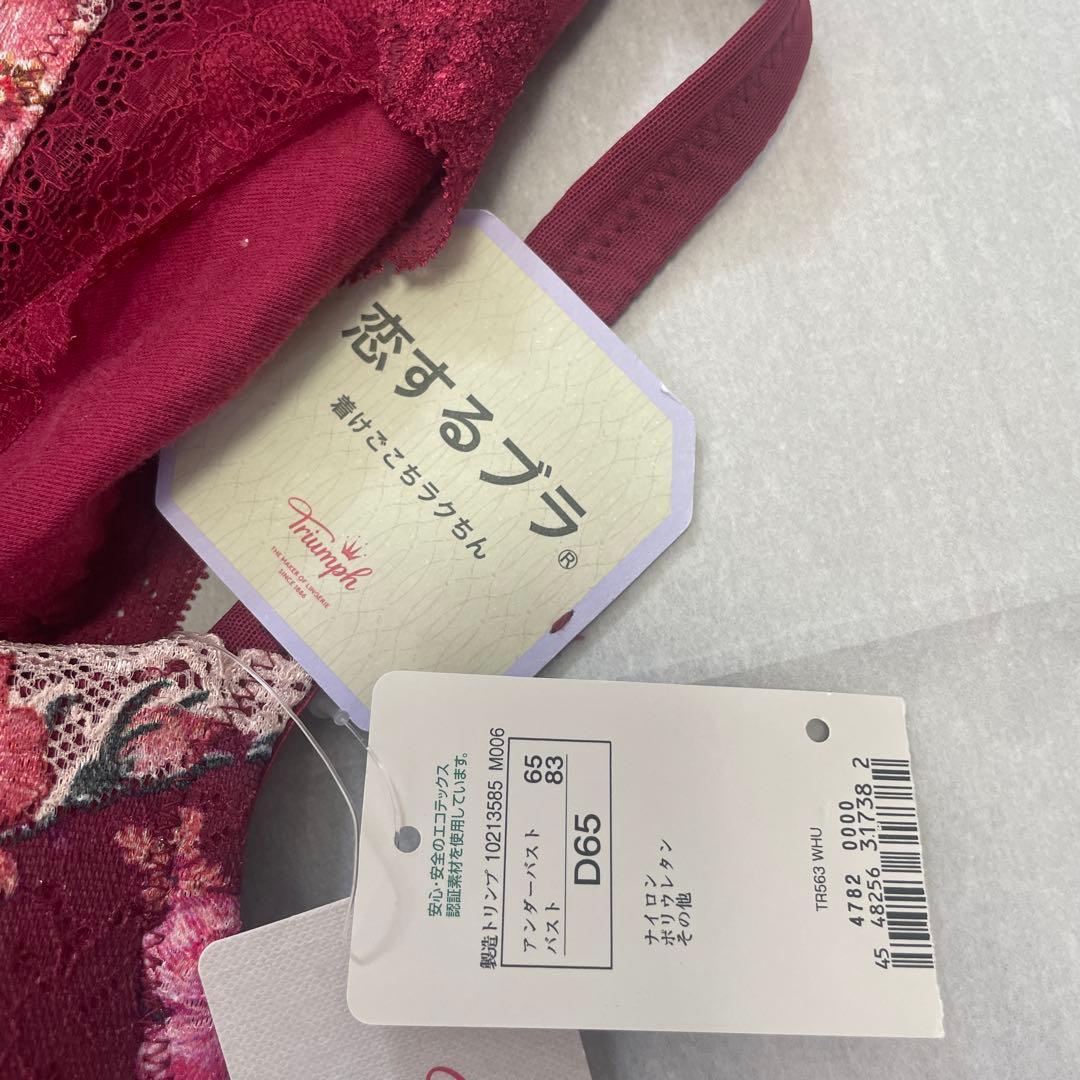 恋するブラ®
着けごこちラクちん
Triumph
THE MAKER OF LINGERIE
SINCE 1886
安心・安全のエコテックス
認証素材を使用しています。
製造トリンプ 10213585 M006
アンダーバスト 65
バスト 83
D65
ナイロン
ポリウレタン
その他
TR563 WHU
4782 0000
45 48256 31738 2